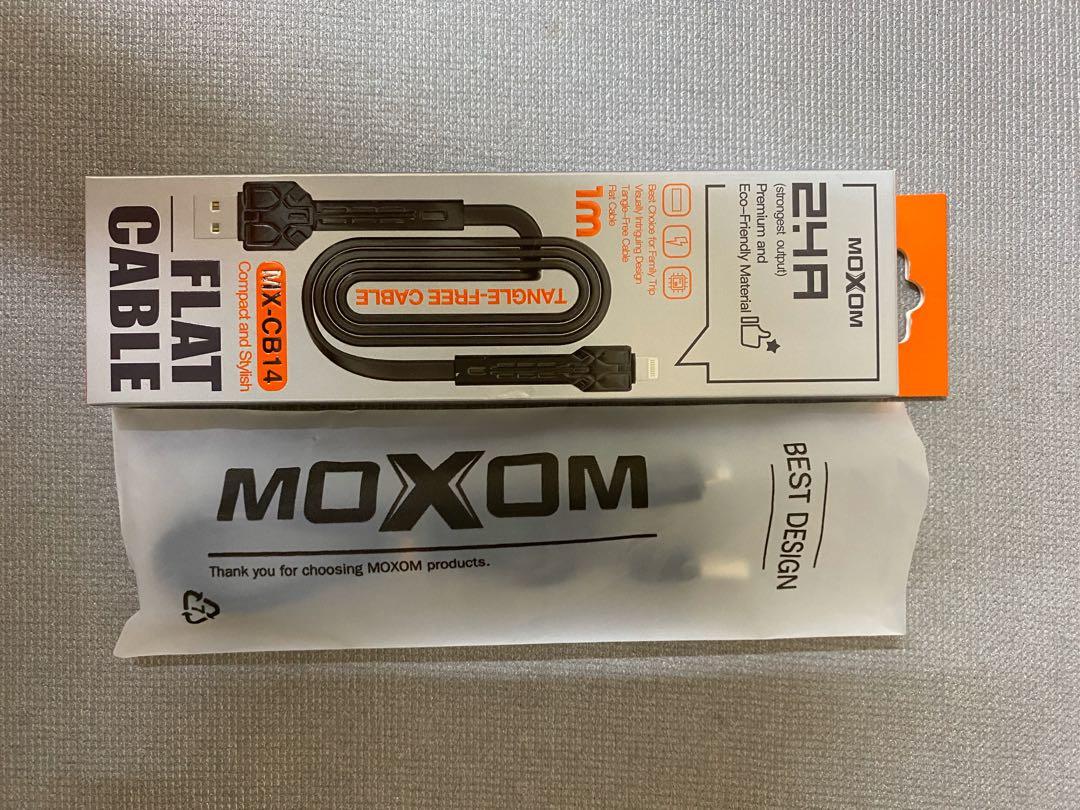 MOXOM
2.4A
(strongest output)
Premium and
Eco-Friendly Material
1m
Best Choice for Family Trip
Visually Intriguing Design
Tangle-Free Cable
Flat Cable
TANGLE-FREE CABLE
MX-CB14
Compact and Stylish
FLAT
CABLE
MOXOM
Thank you for choosing MOXOM products.
BEST DESIGN
7